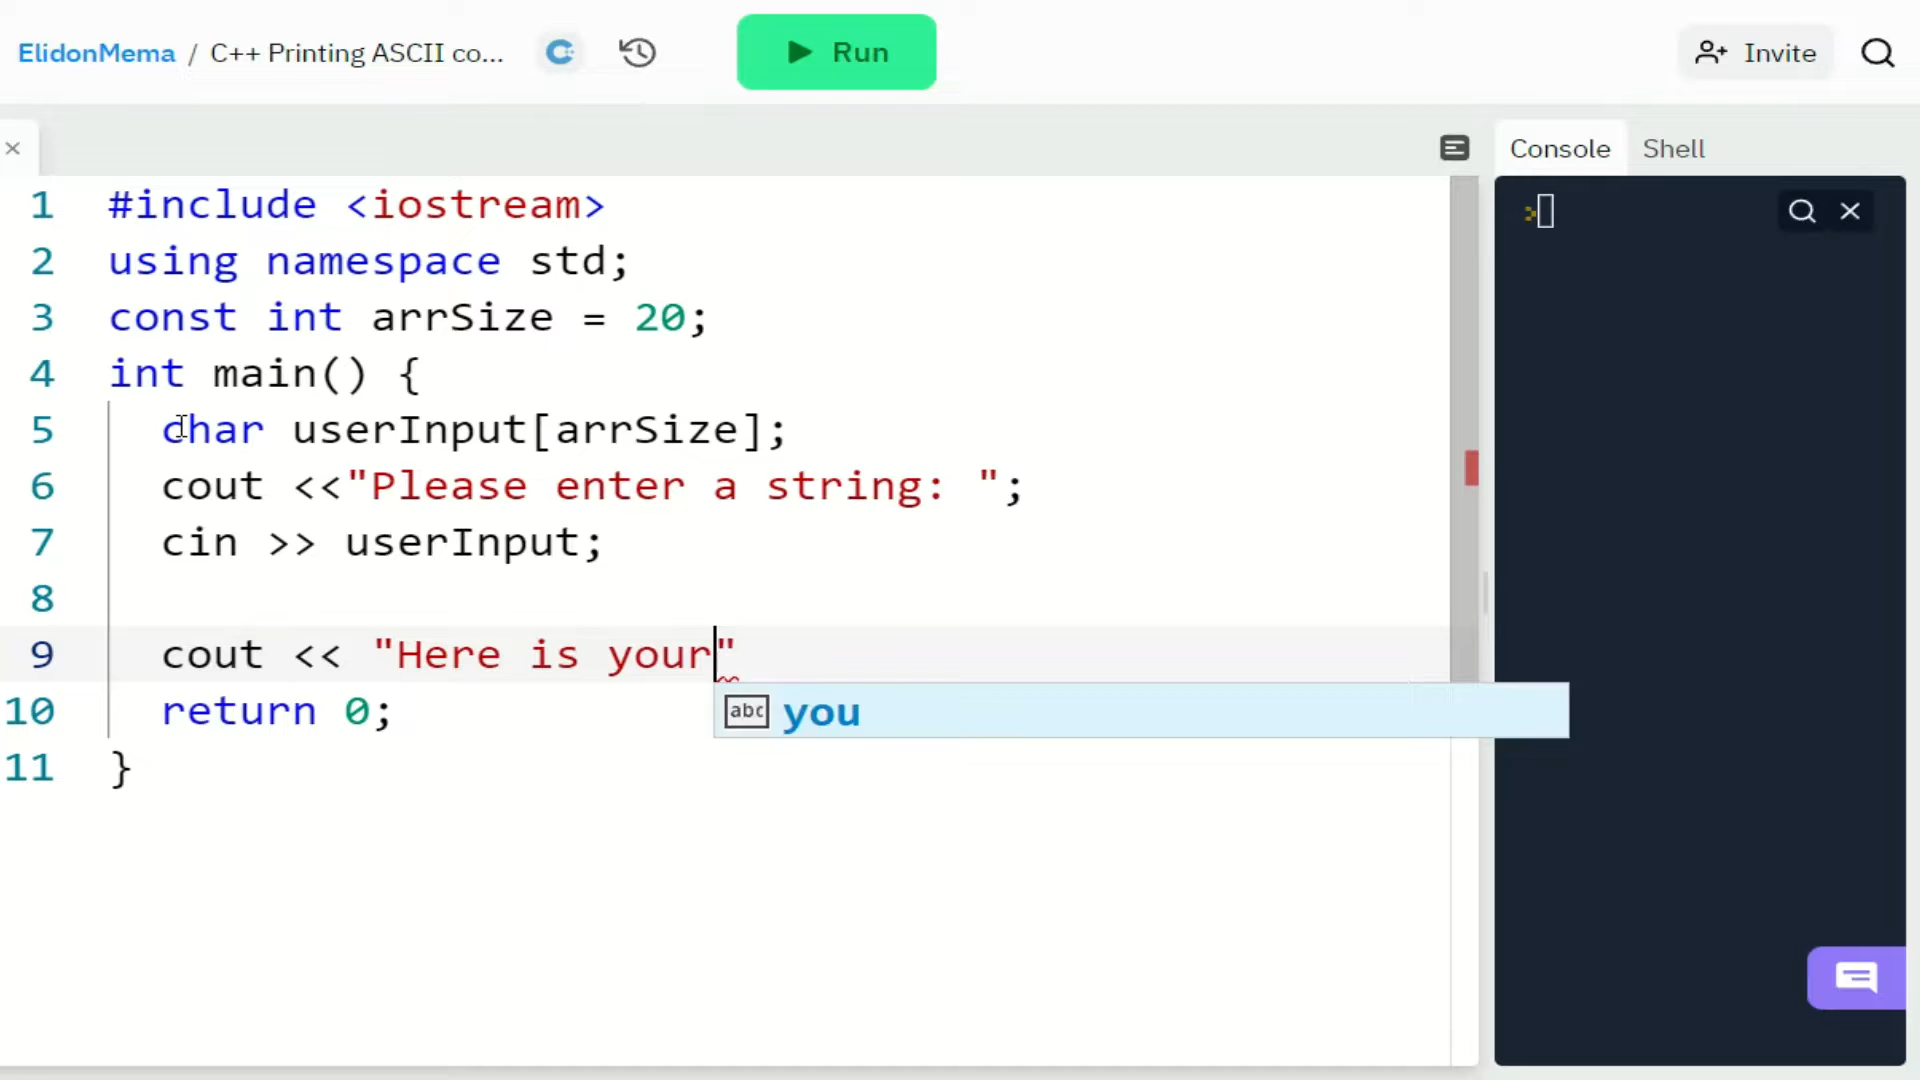 ElidonMema / C++ Printing ASCII co...
Run
Invite
Console
Shell
1 #include <iostream>
2 using namespace std;
3 const int arrSize = 20;
4 int main() {
5 char userInput[arrSize];
6 cout <<"Please enter a string: ";
7 cin >> userInput;
8
9 cout << "Here is your"
abc you
10 return 0;
11 }